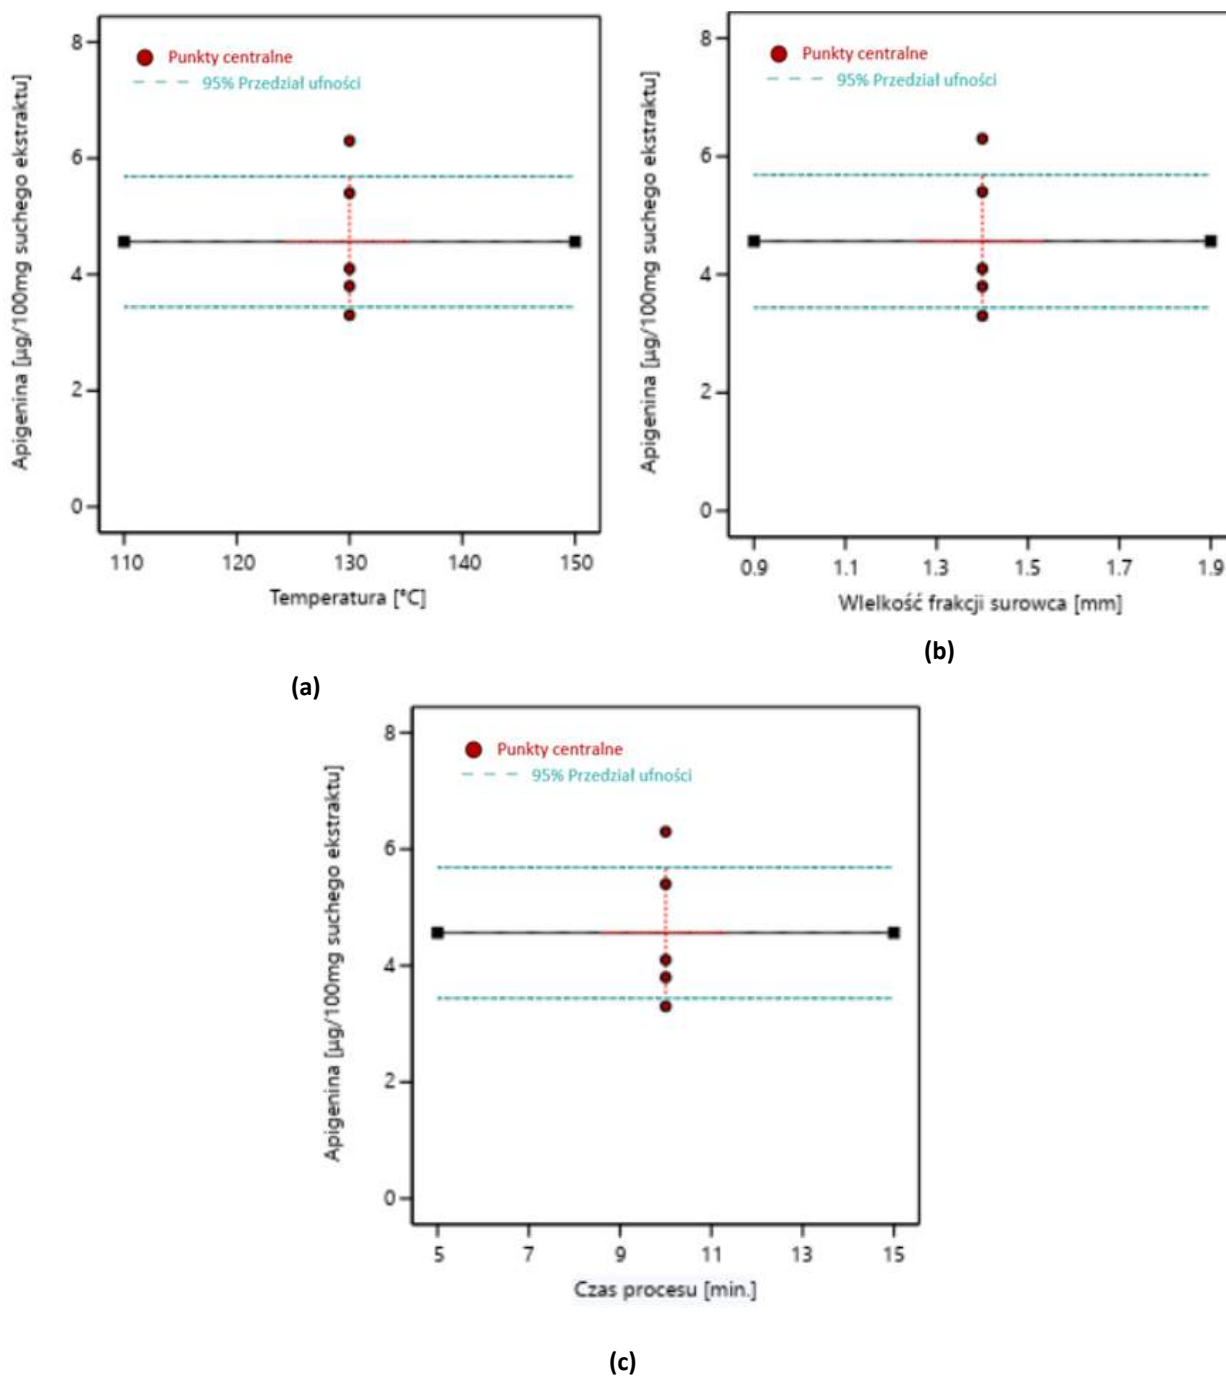 8
6
4
2
0
Apigenina [µg/100mg suchego ekstraktu]
Punkty centralne
95% Przedział ufności
110
120
130
140
150
Temperatura [°C]
(a)
8
6
4
2
0
Apigenina [µg/100mg suchego ekstraktu]
Punkty centralne
95% Przedział ufności
0.9
1.1
1.3
1.5
1.7
1.9
Wlelkość frakcji surowca [mm]
(b)
8
6
4
2
0
Apigenina [µg/100mg suchego ekstraktu]
Punkty centralne
95% Przedział ufności
5
7
9
11
13
15
Czas procesu [min.]
(c)